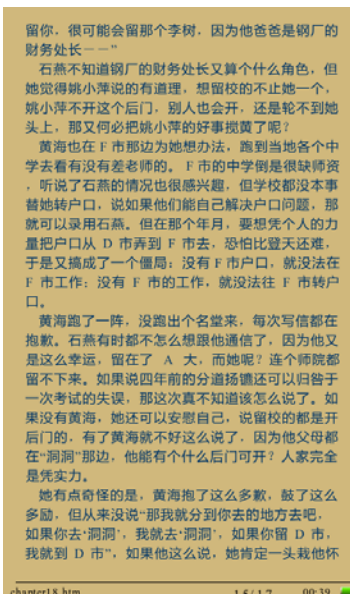 留你，很可能会留那个李树，因为他爸爸是钢厂的
财务处长－－”
石燕不知道钢厂的财务处长又算个什么角色，但
她觉得姚小萍说的有道理，想留校的不止她一个，
姚小萍不开这个后门，别人也会开，还是轮不到她
头上，那又何必把姚小萍的好事搅黄了呢？
黄海也在 F 市那边为她想办法，跑到当地各个中
学去看有没有差老师的。 F 市的中学倒是很缺师资
，听说了石燕的情况也很感兴趣，但学校都没本事
替她转户口，说如果他们能自己解决户口问题，那
就可以录用石燕。但在那个年月，要想凭个人的力
量把户口从 D 市弄到 F 市去，恐怕比登天还难，
于是又搞成了一个僵局：没有 F 市户口，就没法在
F 市工作；没有 F 市的工作，就没法往 F 市转户
口。
黄海跑了一阵，没跑出个名堂来，每次写信都在
抱歉。石燕有时都不怎么想跟他通信了，因为他又
是这么幸运，留在了 A 大，而她呢？连个师院都
留不下来。如果说四年前的分道扬镳还可以归咎于
一次考试的失误，那这次真不知道该怎么说了。如
果没有黄海，她还可以安慰自己，说留校的都是开
后门的，有了黄海就不好这么说了，因为他父母都
在“洞洞”那边，他能有个什么后门可开？人家完全
是凭实力。
她有点奇怪的是，黄海抱了这么多歉，鼓了这么
多励，但从来没说“那我就分到你去的地方去吧，
如果你去‘洞洞’，我就去‘洞洞’，如果你留 D 市，
我就到 D 市”，如果他这么说，她肯定一头栽他怀
chapter18.htm 15/17 00:39